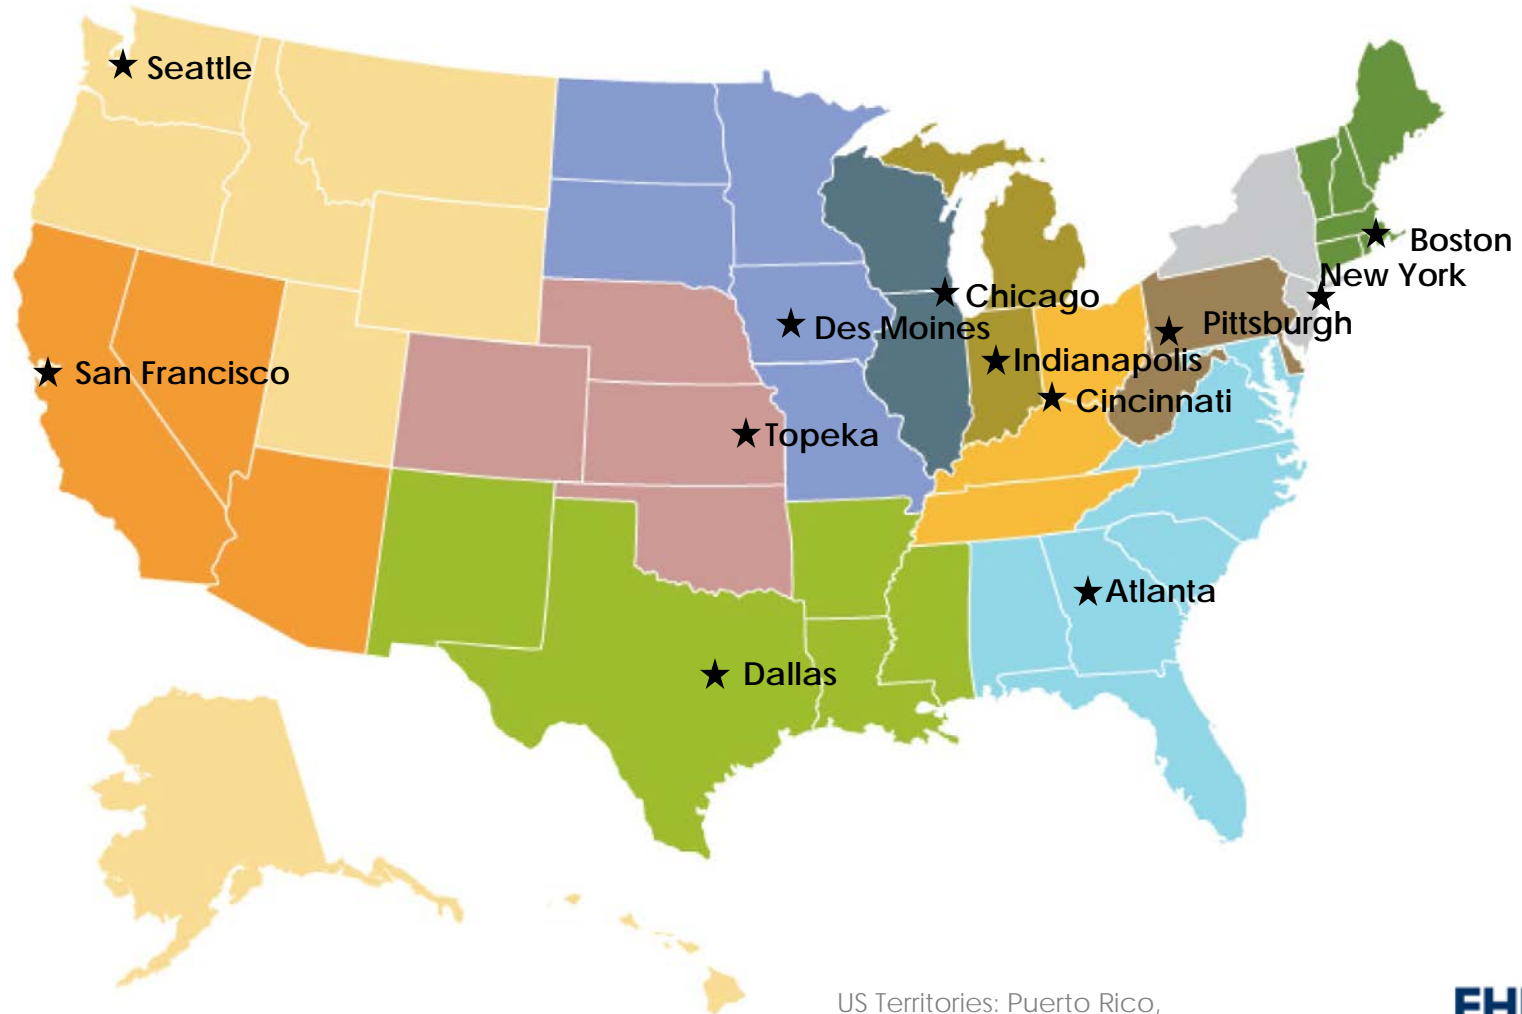 Seattle
Boston
New York
Chicago
Des Moines
Pittsburgh
Indianapolis
San Francisco
Cincinnati
Topeka
Atlanta
Dallas
US Territories: Puerto Rico,